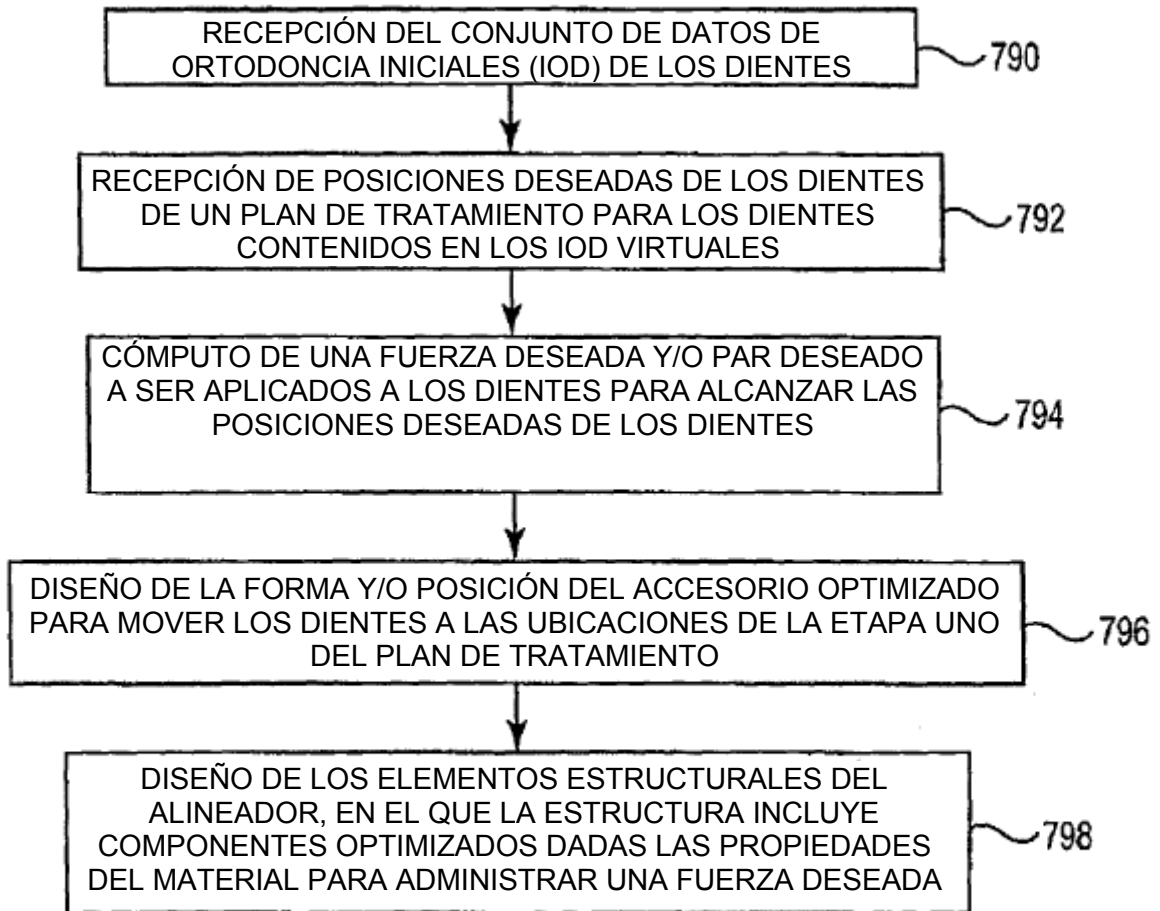 RECEPCIÓN DEL CONJUNTO DE DATOS DE
ORTODONCIA INICIALES (IOD) DE LOS DIENTES
790
RECEPCIÓN DE POSICIONES DESEADAS DE LOS DIENTES
DE UN PLAN DE TRATAMIENTO PARA LOS DIENTES
CONTENIDOS EN LOS IOD VIRTUALES
792
CÓMPUTO DE UNA FUERZA DESEADA Y/O PAR DESEADO
A SER APLICADOS A LOS DIENTES PARA ALCANZAR LAS
POSICIONES DESEADAS DE LOS DIENTES
794
DISEÑO DE LA FORMA Y/O POSICIÓN DEL ACCESORIO OPTIMIZADO
PARA MOVER LOS DIENTES A LAS UBICACIONES DE LA ETAPA UNO
DEL PLAN DE TRATAMIENTO
796
DISEÑO DE LOS ELEMENTOS ESTRUCTURALES DEL
ALINEADOR, EN EL QUE LA ESTRUCTURA INCLUYE
COMPONENTES OPTIMIZADOS DADAS LAS PROPIEDADES
DEL MATERIAL PARA ADMINISTRAR UNA FUERZA DESEADA
798